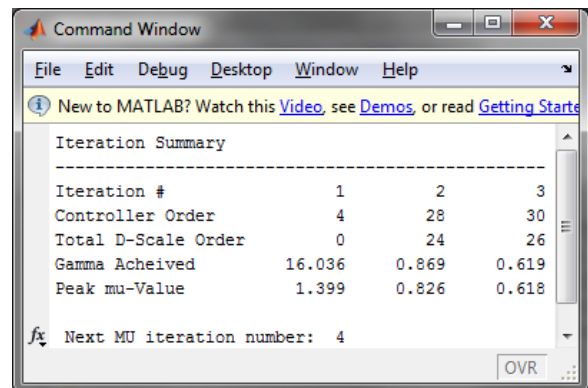 Command Window
File Edit Debug Desktop Window Help
New to MATLAB? Watch this Video, see Demos, or read Getting Starte
Iteration Summary
--------------------------------------------------
Iteration # 1 2 3
Controller Order 4 28 30
Total D-Scale Order 0 24 26
Gamma Acheived 16.036 0.869 0.619
Peak mu-Value 1.399 0.826 0.618
fx Next MU iteration number: 4
OVR